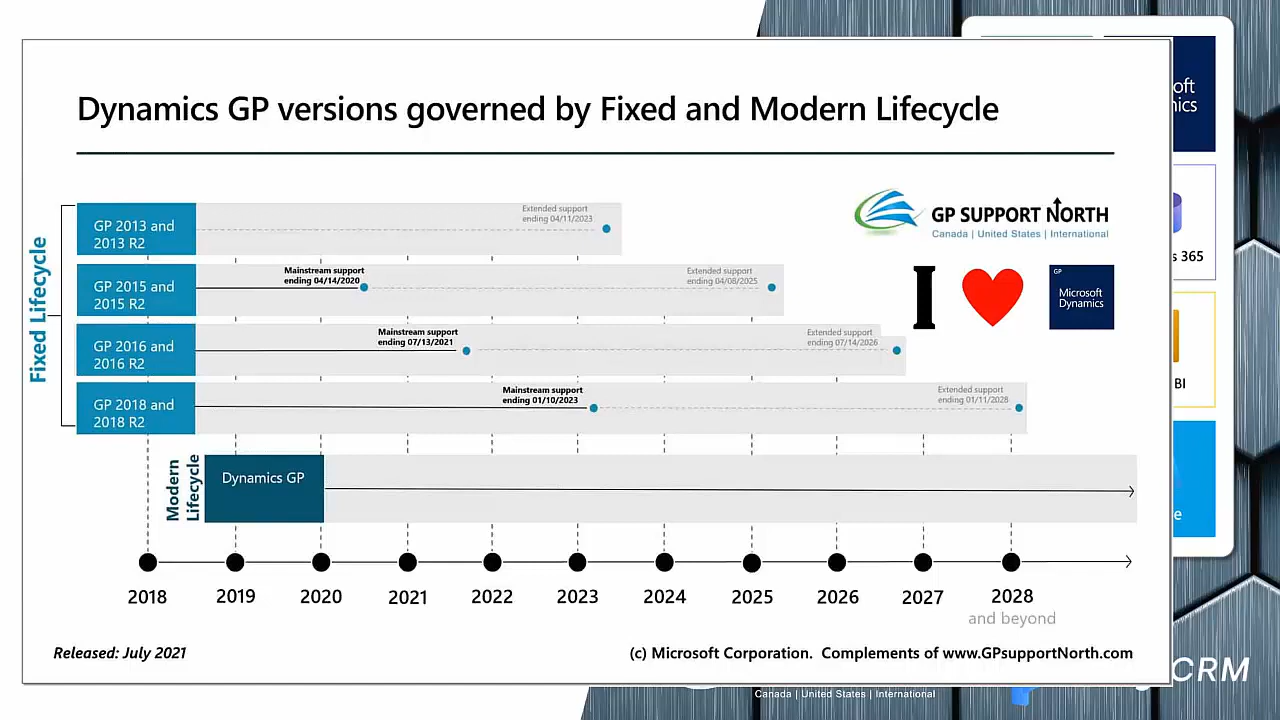 Dynamics GP versions governed by Fixed and Modern Lifecycle
Fixed Lifecycle
GP 2013 and
2013 R2
Extended support
ending 04/11/2023
GP SUPPORT NORTH
Canada | United States | International
GP 2015 and
2015 R2
Mainstream support
ending 04/14/2020
Extended support
ending 04/08/2025
I
GP
Microsoft
Dynamics
GP 2016 and
2016 R2
Mainstream support
ending 07/13/2021
Extended support
ending 07/14/2026
GP 2018 and
2018 R2
Mainstream support
ending 01/10/2023
Extended support
ending 01/11/2028
Modern
Lifecycle
Dynamics GP
2018
2019
2020
2021
2022
2023
2024
2025
2026
2027
2028
and beyond
Released: July 2021
(c) Microsoft Corporation. Complements of www.GPsupportNorth.com
oft
ics
s 365
BI
e
CRM
Canada | United States | International